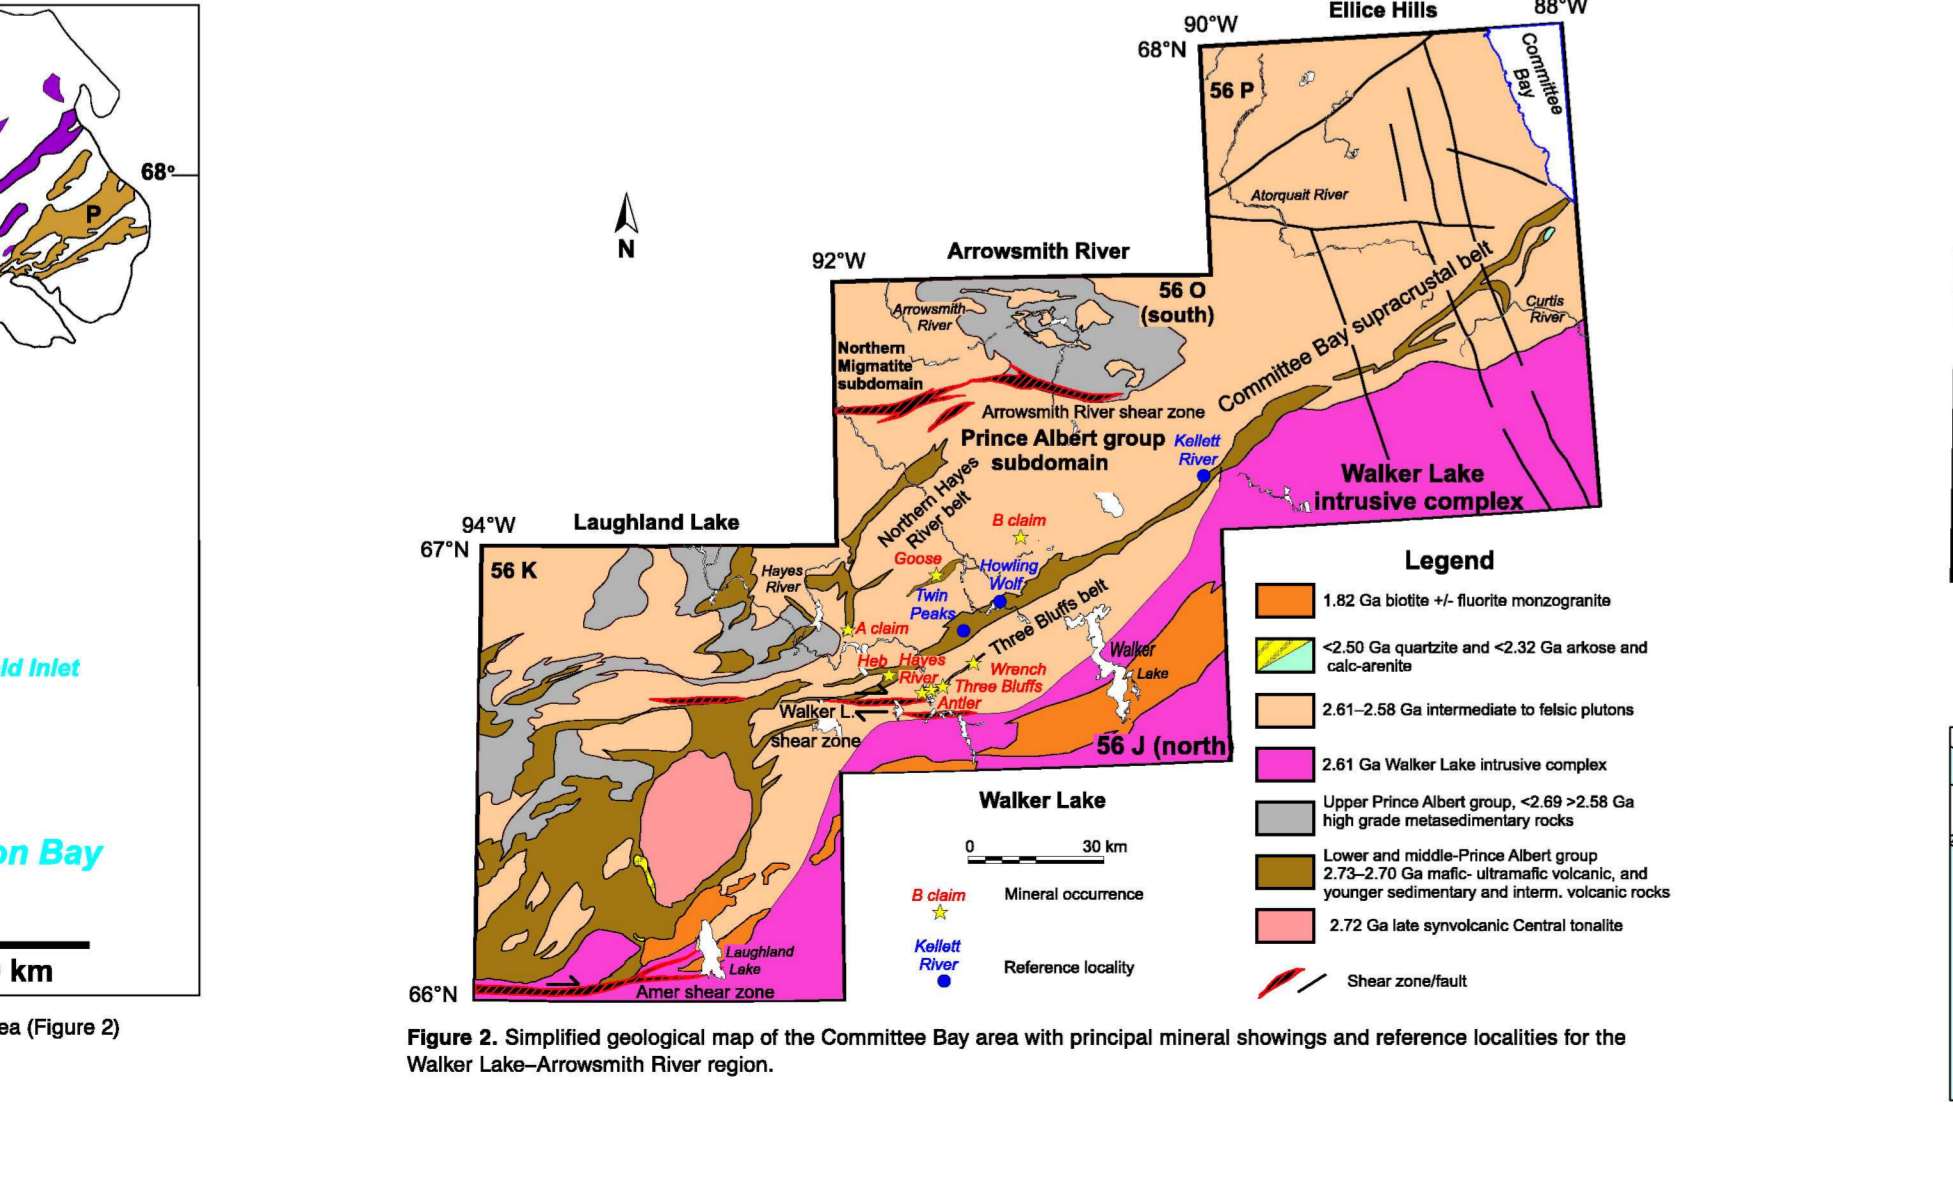 68°
P
ld Inlet
on Bay
km
ea (Figure 2)
Ellice Hills
90°W
88°W
68°N
56 P
Committee
Bay
Atorquait River
N
92°W
Arrowsmith River
56 O
(south)
Arrowsmith
River
Northern
Migmatite
subdomain
Arrowsmith River shear zone
Committee Bay supracrustal belt
Curtis
River
Prince Albert group
subdomain
Kellett
River
Northern Hayes
River belt
Walker Lake
intrusive complex
94°W
Laughland Lake
67°N
56 K
Hayes
River
B claim
Goose
Howling
Wolf
Twin
Peaks
Three Bluffs belt
A claim
Heb
Hayes
River
Wrench
Three Bluffs
Antler
Walker
Lake
Walker L.
shear zone
56 J (north)
Walker Lake
0 30 km
B claim
Mineral occurrence
Kellett
River
Reference locality
Laughland
Lake
66°N
Amer shear zone
Legend
1.82 Ga biotite +/- fluorite monzogranite
<2.50 Ga quartzite and <2.32 Ga arkose and
calc-arenite
2.61–2.58 Ga intermediate to felsic plutons
2.61 Ga Walker Lake intrusive complex
Upper Prince Albert group, <2.69 >2.58 Ga
high grade metasedimentary rocks
Lower and middle-Prince Albert group
2.73–2.70 Ga mafic- ultramafic volcanic, and
younger sedimentary and interm. volcanic rocks
2.72 Ga late synvolcanic Central tonalite
Shear zone/fault
Figure 2. Simplified geological map of the Committee Bay area with principal mineral showings and reference localities for the
Walker Lake–Arrowsmith River region.